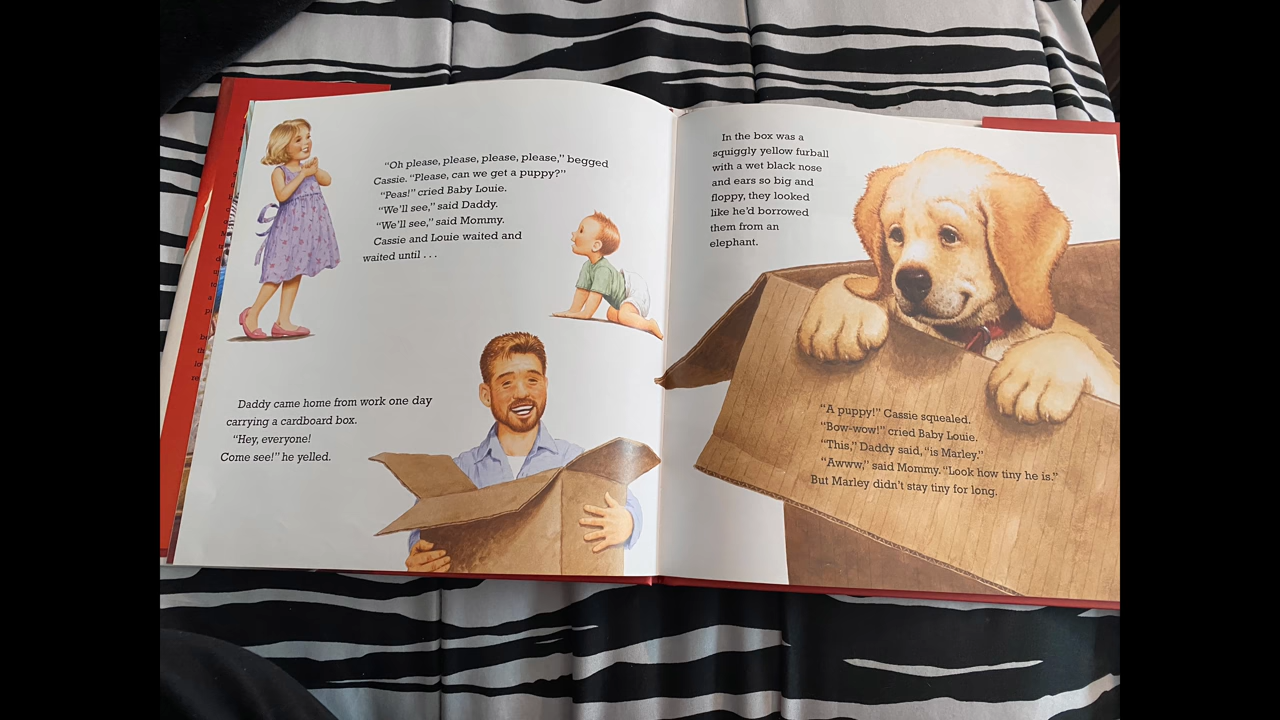 "Oh please, please, please, please," begged
Cassie. "Please, can we get a puppy?"
"Peas!" cried Baby Louie.
"We'll see," said Daddy.
"We'll see," said Mommy.
Cassie and Louie waited and
waited until . . .
Daddy came home from work one day
carrying a cardboard box.
"Hey, everyone!
Come see!" he yelled.
In the box was a
squiggly yellow furball
with a wet black nose
and ears so big and
floppy, they looked
like he'd borrowed
them from an
elephant.
"A puppy!" Cassie squealed.
"Bow-wow!" cried Baby Louie.
"This," Daddy said, "is Marley."
"Awww," said Mommy. "Look how tiny he is."
But Marley didn't stay tiny for long.